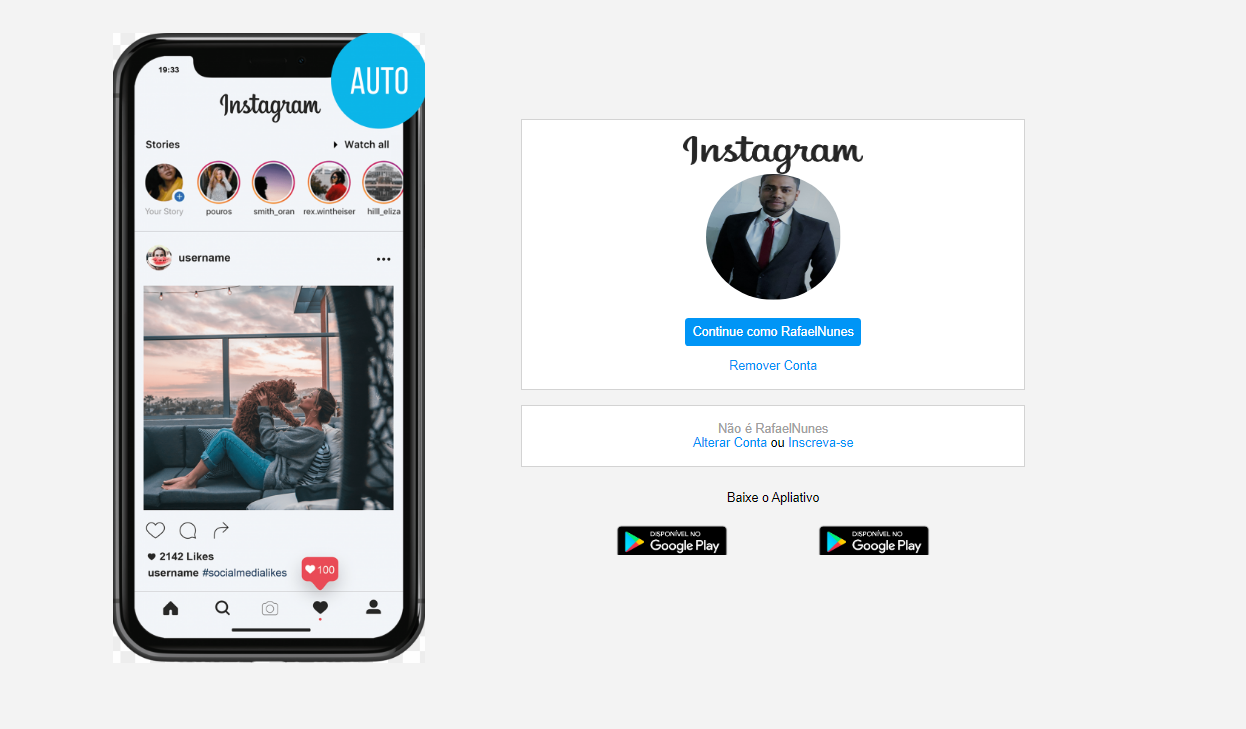 19:33
AUTO
Instagram
Stories
Watch all
Your Story
pouros
smith_oran
rex.wintheiser
hilll_eliza
username
2142 Likes
username #socialmedialikes
100
Instagram
Continue como RafaelNunes
Remover Conta
Não é RafaelNunes
Alterar Conta ou Inscreva-se
Baixe o Apliativo
DISPONÍVEL NO
Google Play
DISPONÍVEL NO
Google Play